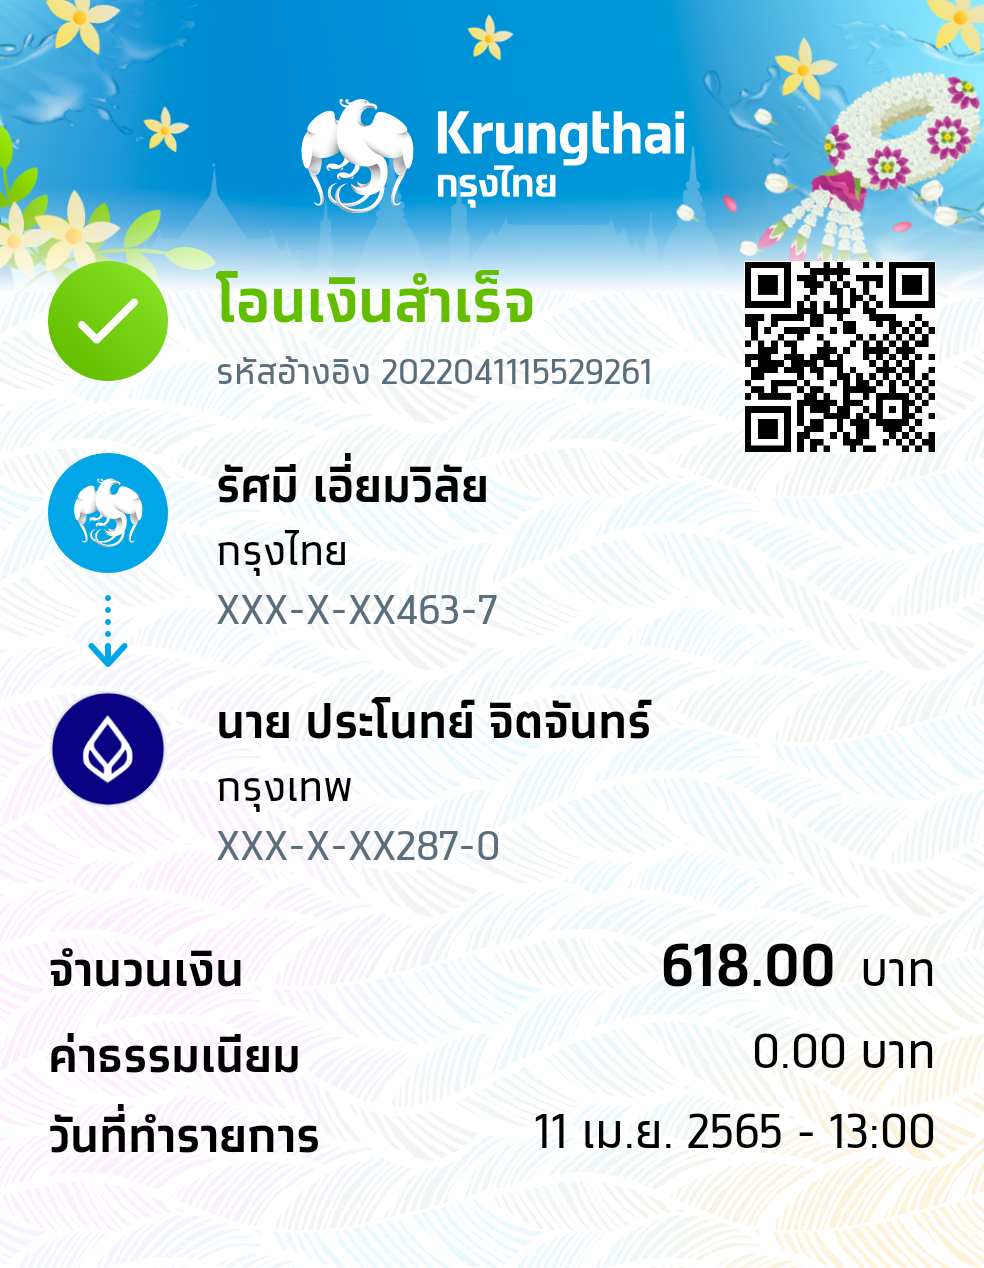 Krungthai
กรุงไทย
โอนเงินสำเร็จ
รหัสอ้างอิง 2022041115529261
รัศมี เอี่ยมวิลัย
กรุงไทย
XXX-X-XX463-7
นาย ประโนทย์ จิตจันทร์
กรุงเทพ
XXX-X-XX287-0
จำนวนเงิน 618.00 บาท
ค่าธรรมเนียม 0.00 บาท
วันที่ทำรายการ 11 เม.ย. 2565 - 13:00